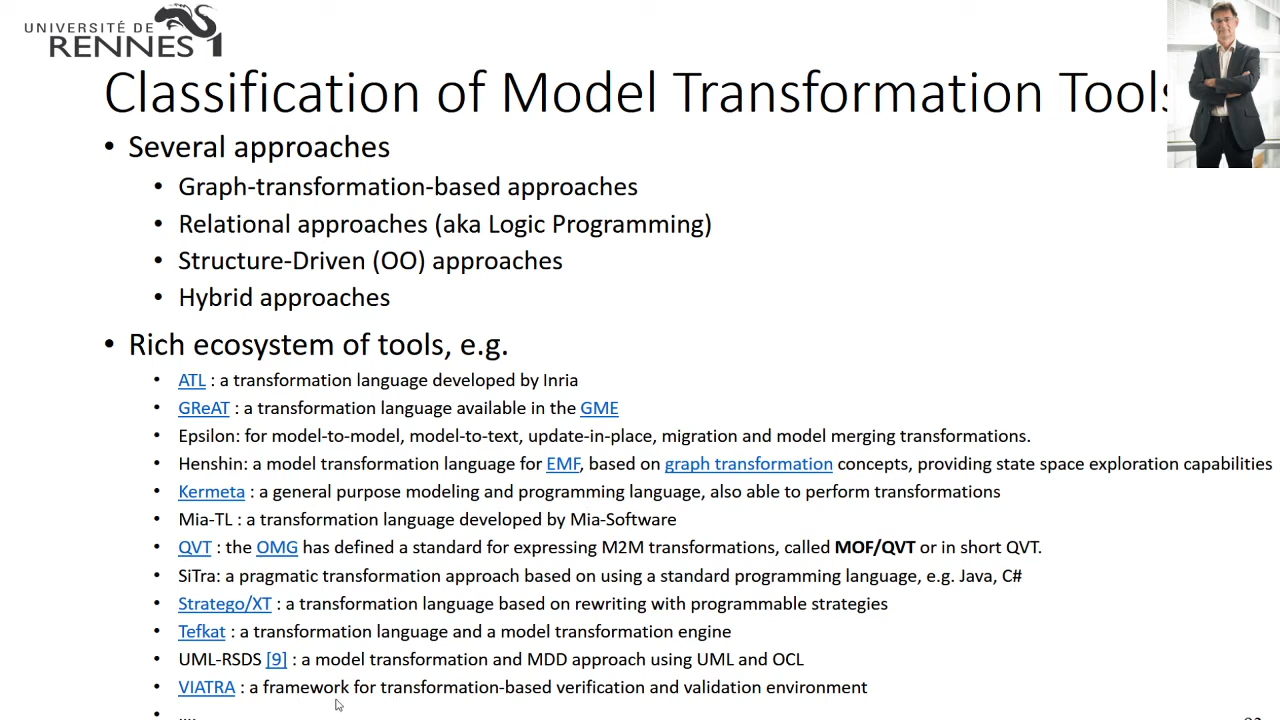 UNIVERSITÉ DE
RENNES 1
Classification of Model Transformation Tools
• Several approaches
• Graph-transformation-based approaches
• Relational approaches (aka Logic Programming)
• Structure-Driven (OO) approaches
• Hybrid approaches
• Rich ecosystem of tools, e.g.
• ATL : a transformation language developed by Inria
• GReAT : a transformation language available in the GME
• Epsilon: for model-to-model, model-to-text, update-in-place, migration and model merging transformations.
• Henshin: a model transformation language for EMF, based on graph transformation concepts, providing state space exploration capabilities
• Kermeta : a general purpose modeling and programming language, also able to perform transformations
• Mia-TL : a transformation language developed by Mia-Software
• QVT : the OMG has defined a standard for expressing M2M transformations, called MOF/QVT or in short QVT.
• SiTra: a pragmatic transformation approach based on using a standard programming language, e.g. Java, C#
• Stratego/XT : a transformation language based on rewriting with programmable strategies
• Tefkat : a transformation language and a model transformation engine
• UML-RSDS [9] : a model transformation and MDD approach using UML and OCL
• VIATRA : a framework for transformation-based verification and validation environment
• ....